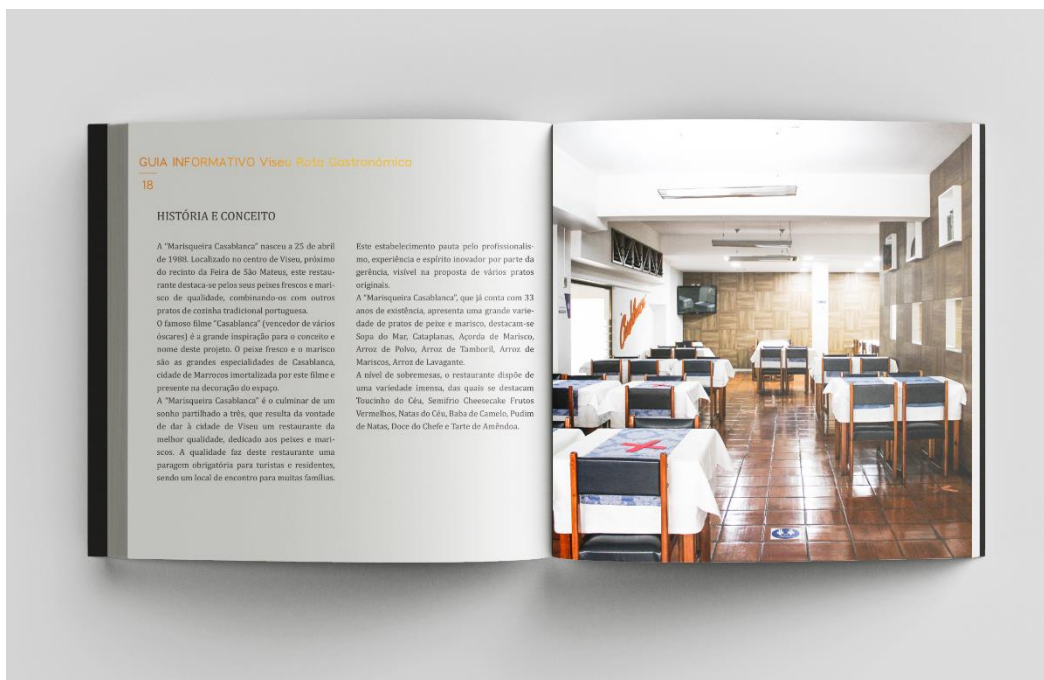 GUIA INFORMATIVO Viseu Rota Gastronómica
18
HISTÓRIA E CONCEITO
A "Marisqueira Casablanca" nasceu a 25 de abril
de 1988. Localizado no centro de Viseu, próximo
do recinto da Feira de São Mateus, este restau-
rante destaca-se pelos seus peixes frescos e mari-
sco de qualidade, combinando-os com outros
pratos de cozinha tradicional portuguesa.
O famoso filme "Casablanca" (vencedor de vários
óscares) é a grande inspiração para o conceito e
nome deste projeto. O peixe fresco e o marisco
são as grandes especialidades de Casablanca,
cidade de Marrocos imortalizada por este filme e
presente na decoração do espaço.
A "Marisqueira Casablanca" é o culminar de um
sonho partilhado a três, que resulta da vontade
de dar à cidade de Viseu um restaurante da
melhor qualidade, dedicado aos peixes e mari-
scos. A qualidade faz deste restaurante uma
paragem obrigatória para turistas e residentes,
sendo um local de encontro para muitas famílias.
Este estabelecimento pauta pelo profissionalis-
mo, experiência e espírito inovador por parte da
gerência, visível na proposta de vários pratos
originais.
A "Marisqueira Casablanca", que já conta com 33
anos de existência, apresenta uma grande varie-
dade de pratos de peixe e marisco, destacam-se
Sopa do Mar, Cataplanas, Açorda de Marisco,
Arroz de Polvo, Arroz de Tamboril, Arroz de
Mariscos, Arroz de Lavagante.
A nível de sobremesas, o restaurante dispõe de
uma variedade imensa, das quais se destacam
Toucinho do Céu, Semifrio Cheesecake Frutos
Vermelhos, Natas do Céu, Baba de Camelo, Pudim
de Natas, Doce do Chefe e Tarte de Amêndoa.